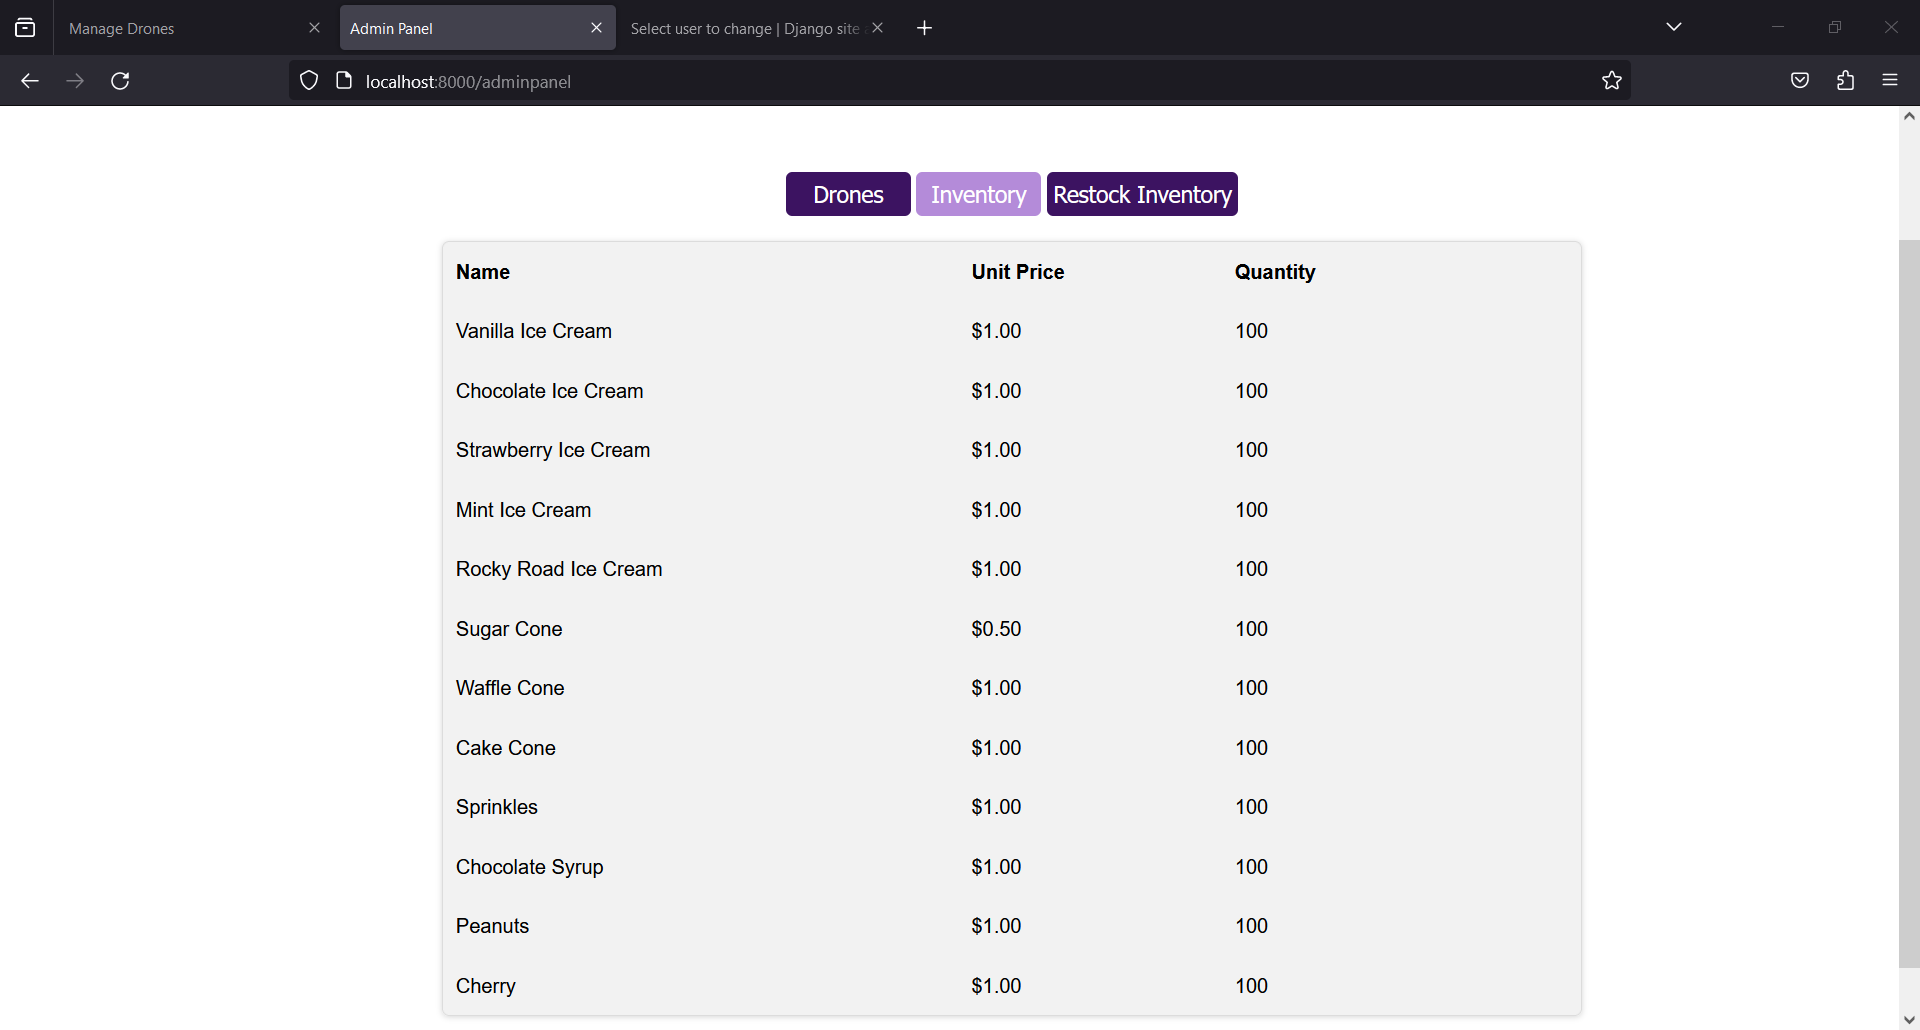 Manage Drones
Admin Panel
Select user to change | Django site
localhost:8000/adminpanel
Drones Inventory Restock Inventory
Name Unit Price Quantity
Vanilla Ice Cream $1.00 100
Chocolate Ice Cream $1.00 100
Strawberry Ice Cream $1.00 100
Mint Ice Cream $1.00 100
Rocky Road Ice Cream $1.00 100
Sugar Cone $0.50 100
Waffle Cone $1.00 100
Cake Cone $1.00 100
Sprinkles $1.00 100
Chocolate Syrup $1.00 100
Peanuts $1.00 100
Cherry $1.00 100